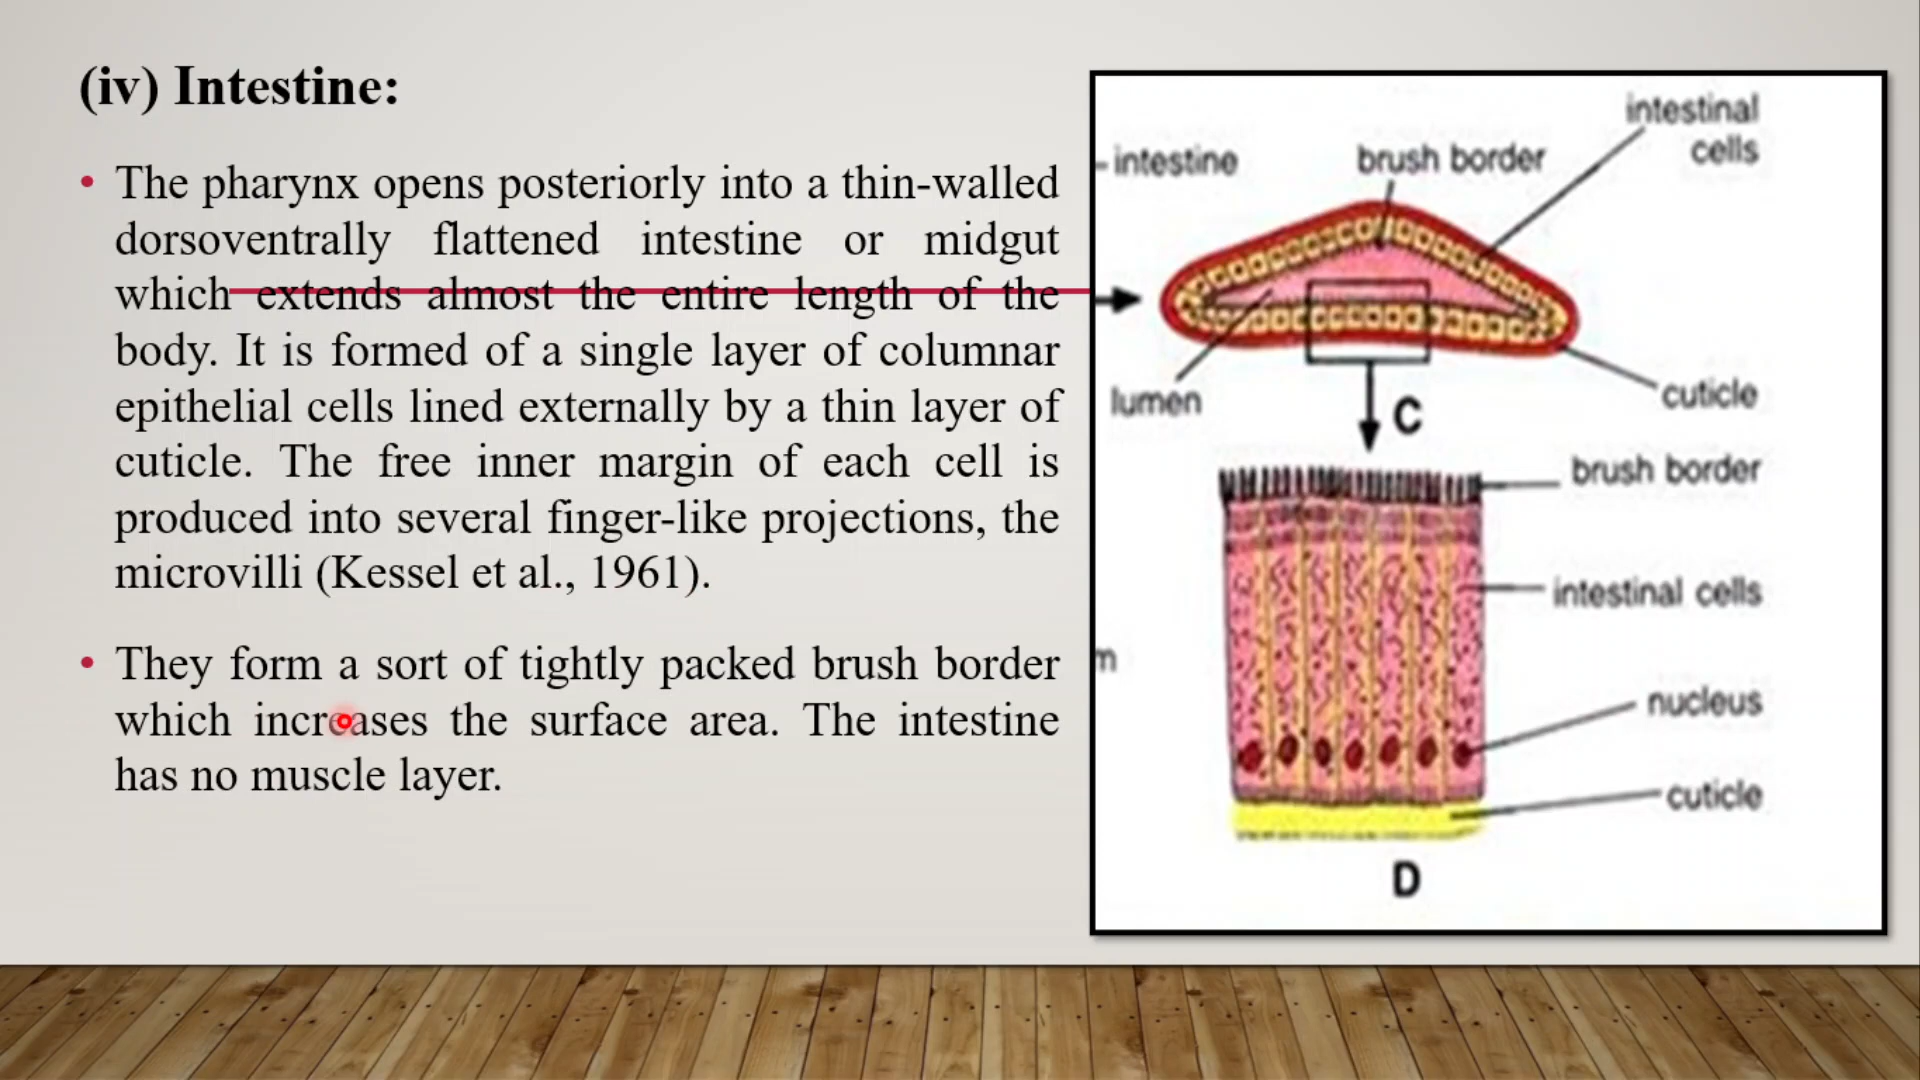 (iv) Intestine:
• The pharynx opens posteriorly into a thin-walled
dorsoventrally flattened intestine or midgut
which extends almost the entire length of the
body. It is formed of a single layer of columnar
epithelial cells lined externally by a thin layer of
cuticle. The free inner margin of each cell is
produced into several finger-like projections, the
microvilli (Kessel et al., 1961).
• They form a sort of tightly packed brush border
which increases the surface area. The intestine
has no muscle layer.
intestinal
cells
intestine
brush border
lumen
cuticle
C
brush border
intestinal cells
m
nucleus
cuticle
D